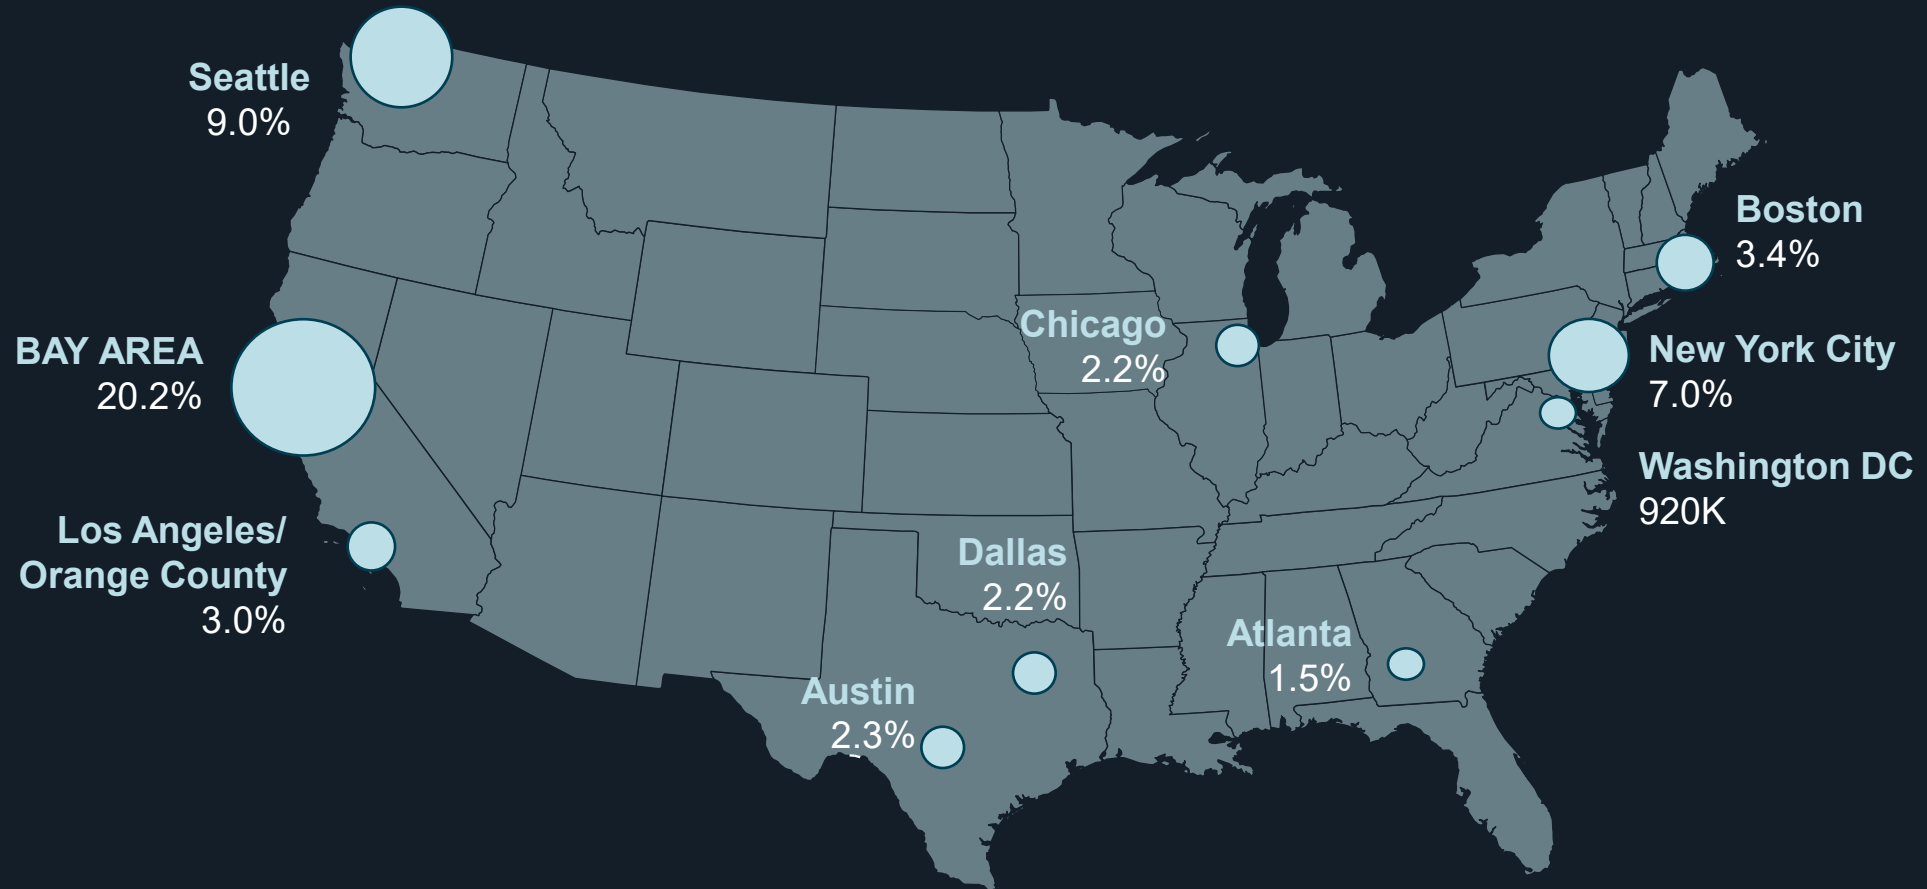 Seattle
9.0%
Boston
3.4%
Chicago
2.2%
BAY AREA
20.2%
New York City
7.0%
Washington DC
920K
Los Angeles/
Orange County
3.0%
Dallas
2.2%
Atlanta
1.5%
Austin
2.3%